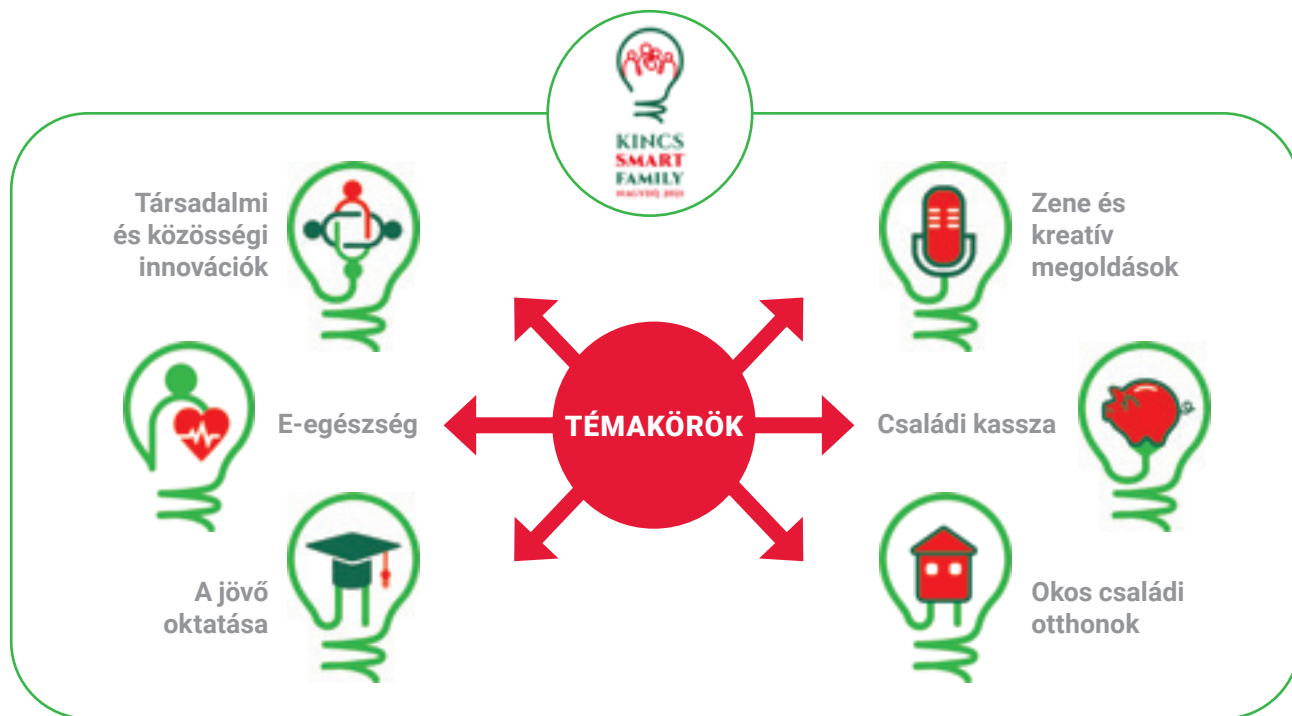 KINCS
SMART
FAMILY
Társadalmi
és közösségi
innovációk
Zene és
kreatív
megoldások
E-egészség
TÉMAKÖRÖK
Családi kassza
A jövő
oktatása
Okos családi
otthonok